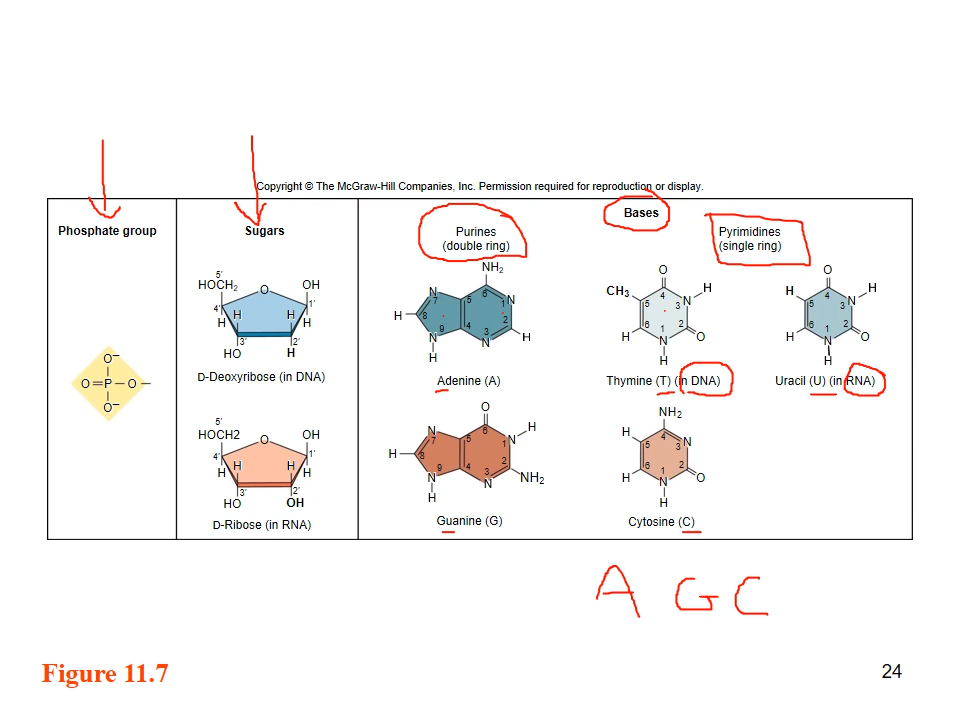 Copyright © The McGraw-Hill Companies, Inc. Permission required for reproduction or display.
Phosphate group
Sugars
Bases
Purines
(double ring)
Pyrimidines
(single ring)
O–
O=P–O–
O–
5'
HOCH2
O
OH
4'
1'
H
H
H
H
3'
2'
HO
H
D-Deoxyribose (in DNA)
NH2
N
7
5
6
1
N
H
8
9
4
3
2
N
N
H
H
Adenine (A)
O
CH3
4
5
3
N
H
6
1
2
H
N
O
H
Thymine (T) (in DNA)
O
H
4
5
3
N
H
6
1
2
H
N
O
H
Uracil (U) (in RNA)
5'
HOCH2
O
OH
4'
1'
H
H
H
H
3'
2'
HO
OH
D-Ribose (in RNA)
O
N
7
5
6
1
N
H
H
8
9
4
3
2
N
N
NH2
H
Guanine (G)
NH2
H
4
5
3
N
6
1
2
H
N
O
H
Cytosine (C)
A G C
Figure 11.7
24